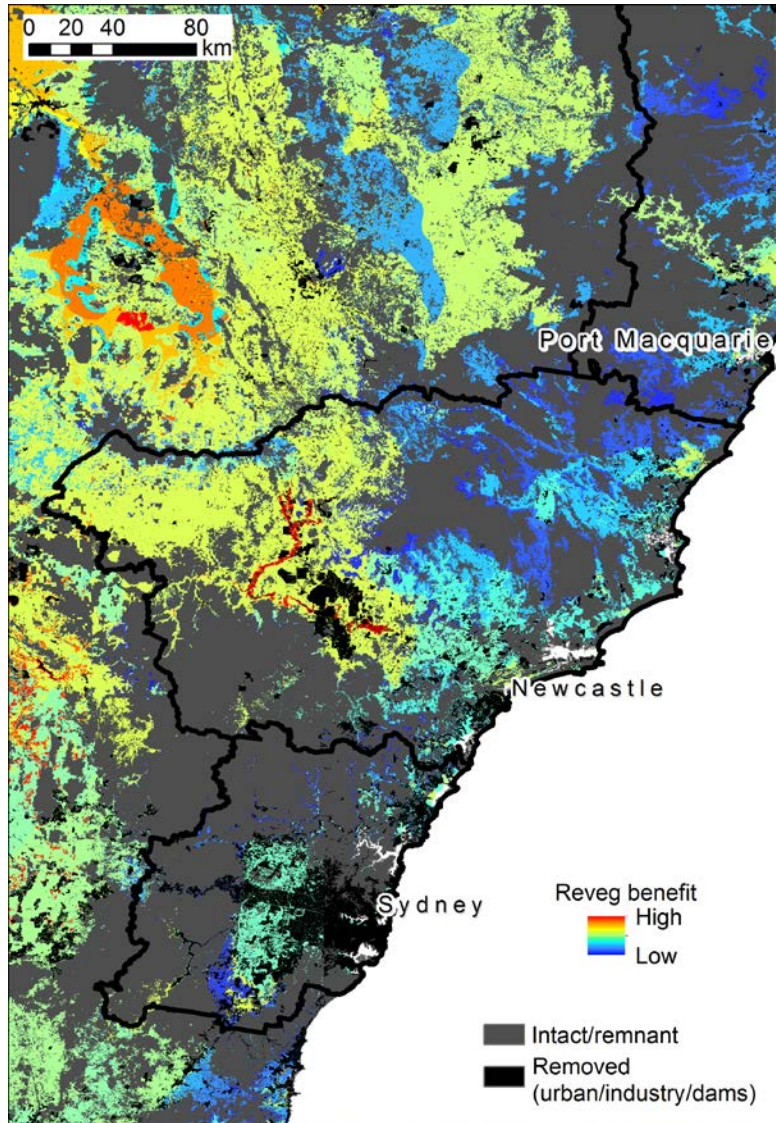 0 20 40 80
km
Port Macquarie
Newcastle
Sydney
Reveg benefit
High
Low
Intact/remnant
Removed
(urban/industry/dams)